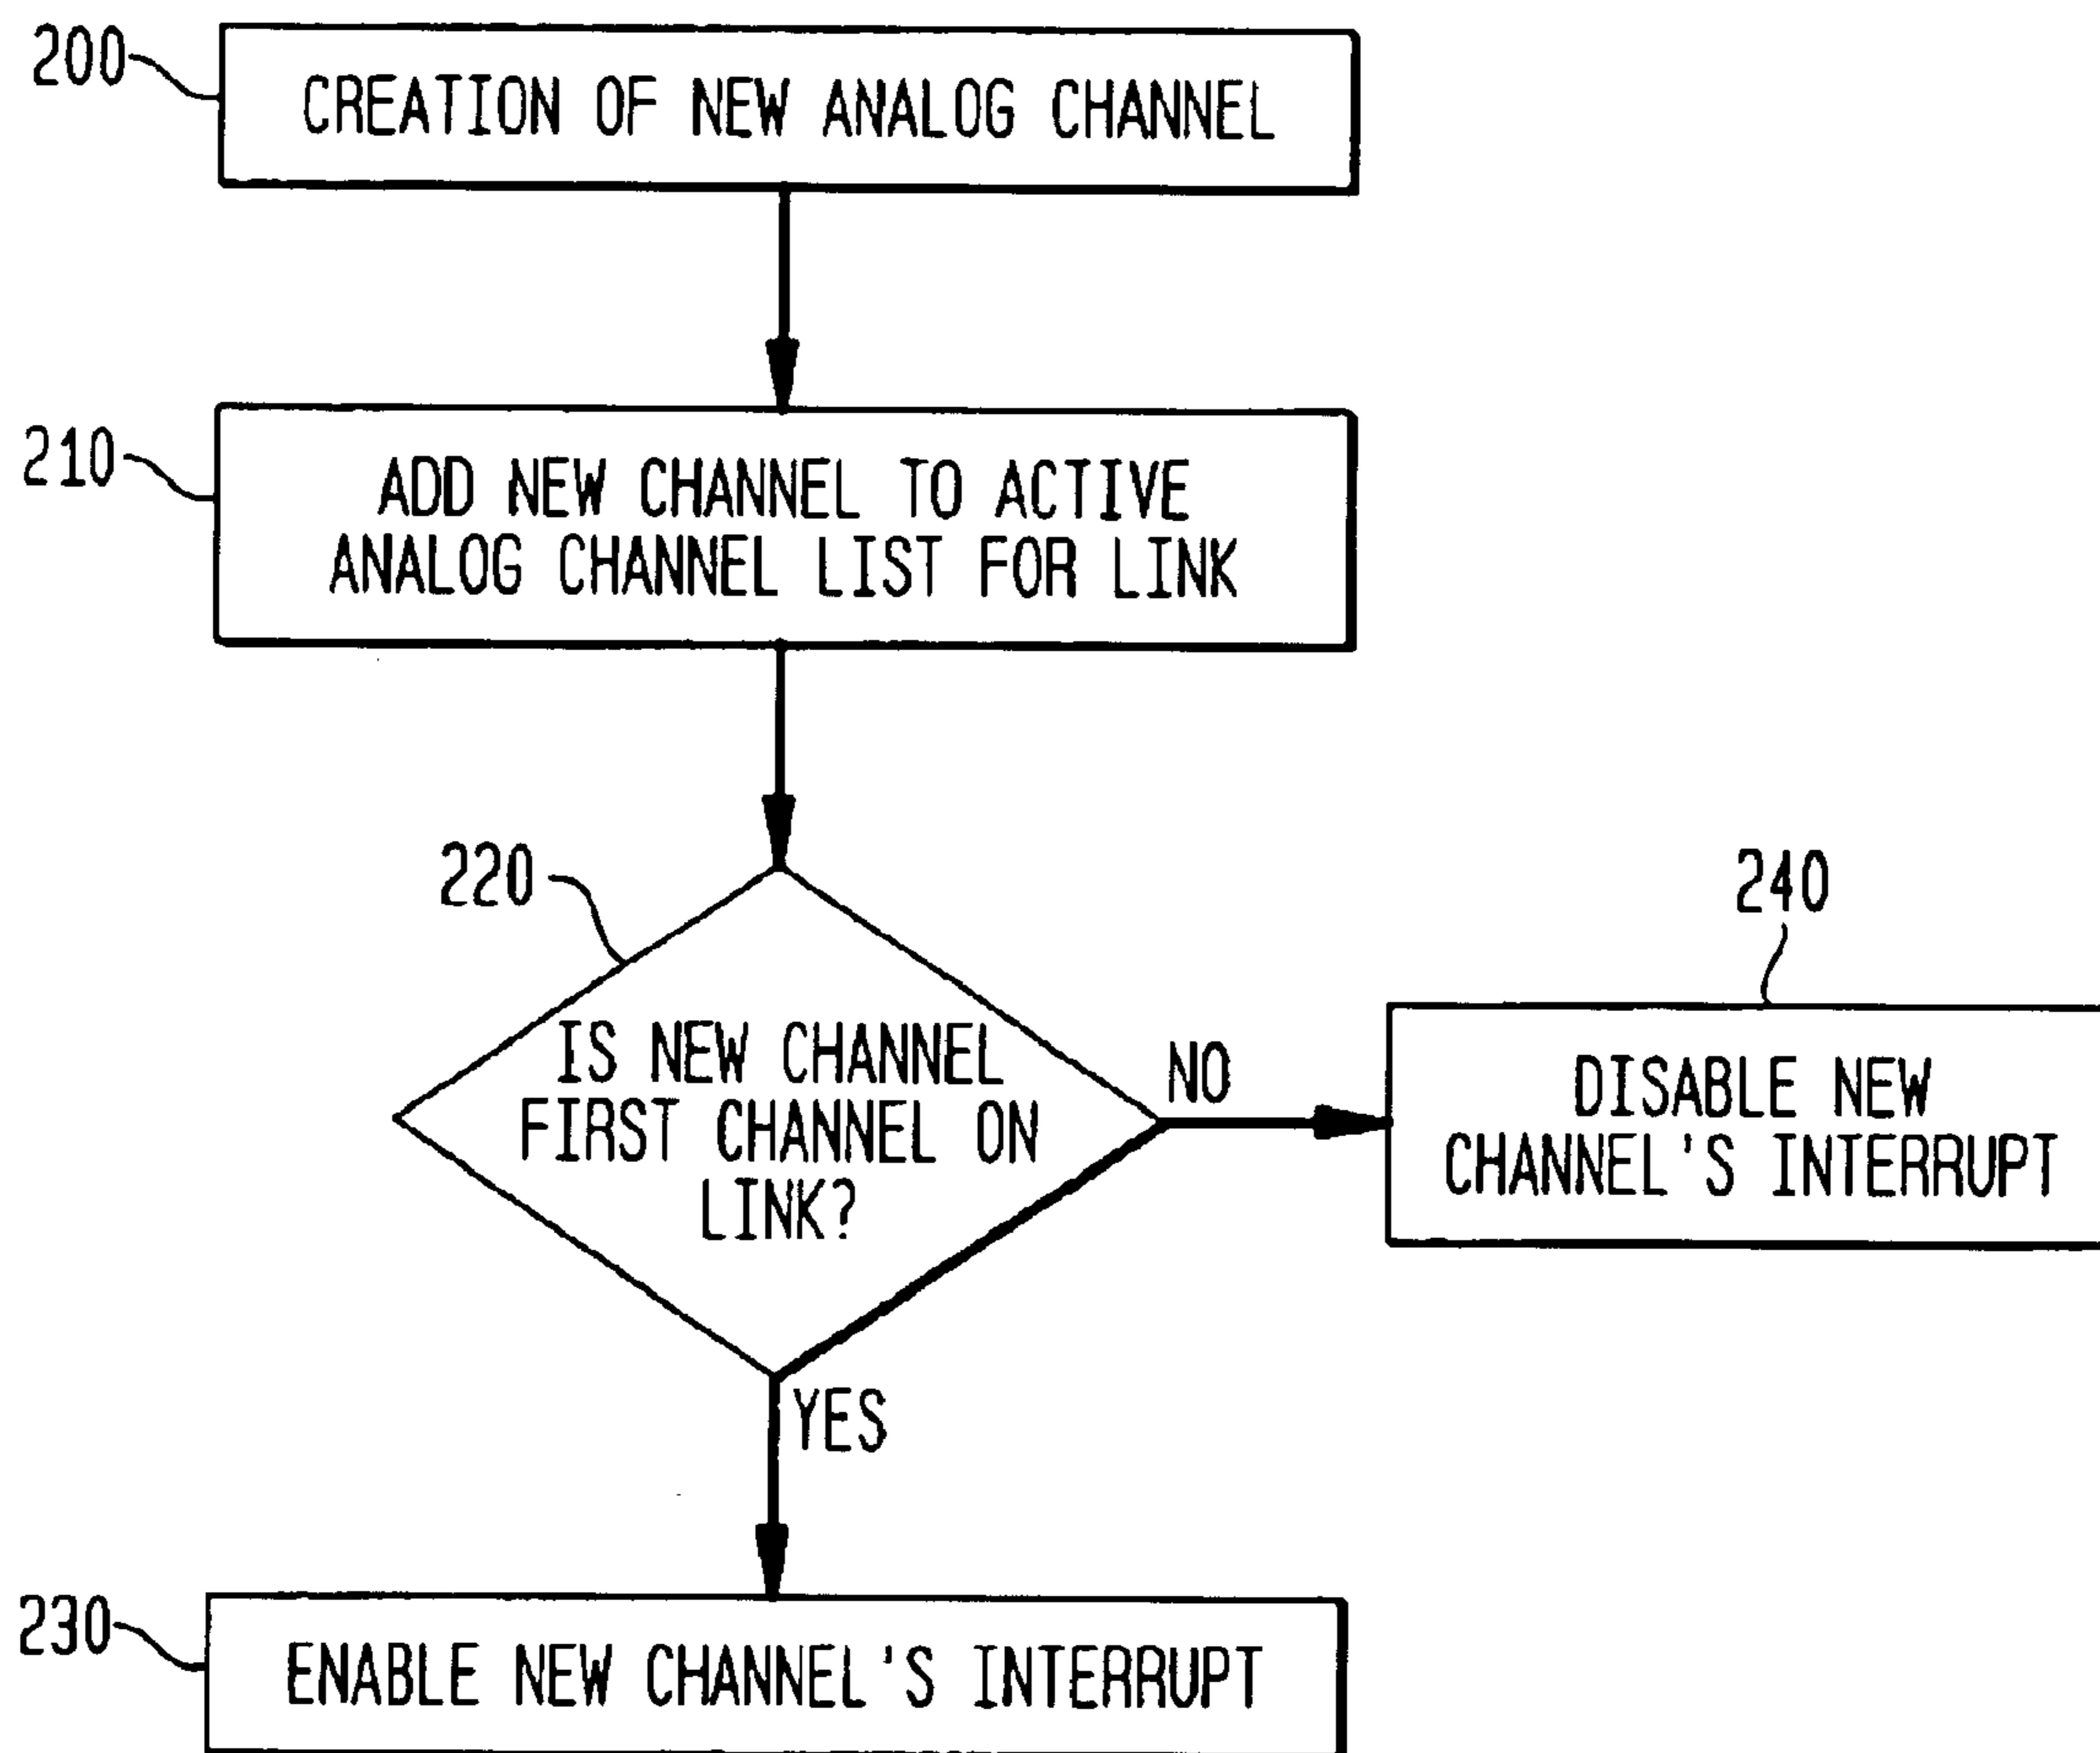 200
CREATION OF NEW ANALOG CHANNEL
210
ADD NEW CHANNEL TO ACTIVE
ANALOG CHANNEL LIST FOR LINK
220
IS NEW CHANNEL
FIRST CHANNEL ON
LINK?
NO
240
DISABLE NEW
CHANNEL'S INTERRUPT
YES
230
ENABLE NEW CHANNEL'S INTERRUPT